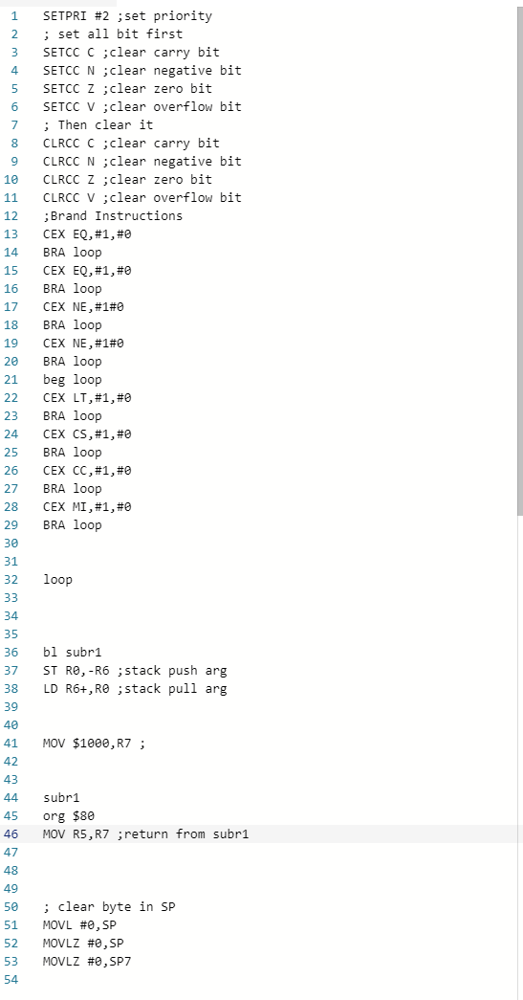 1 SETPRI #2 ;set priority
2 ; set all bit first
3 SETCC C ;clear carry bit
4 SETCC N ;clear negative bit
5 SETCC Z ;clear zero bit
6 SETCC V ;clear overflow bit
7 ; Then clear it
8 CLRCC C ;clear carry bit
9 CLRCC N ;clear negative bit
10 CLRCC Z ;clear zero bit
11 CLRCC V ;clear overflow bit
12 ;Brand Instructions
13 CEX EQ,#1,#0
14 BRA loop
15 CEX EQ,#1,#0
16 BRA loop
17 CEX NE,#1#0
18 BRA loop
19 CEX NE,#1#0
20 BRA loop
21 beg loop
22 CEX LT,#1,#0
23 BRA loop
24 CEX CS,#1,#0
25 BRA loop
26 CEX CC,#1,#0
27 BRA loop
28 CEX MI,#1,#0
29 BRA loop
30
31
32 loop
33
34
35
36 bl subr1
37 ST R0,-R6 ;stack push arg
38 LD R6+,R0 ;stack pull arg
39
40
41 MOV $1000,R7 ;
42
43
44 subr1
45 org $80
46 MOV R5,R7 ;return from subr1
47
48
49
50 ; clear byte in SP
51 MOVL #0,SP
52 MOVLZ #0,SP
53 MOVLZ #0,SP7
54